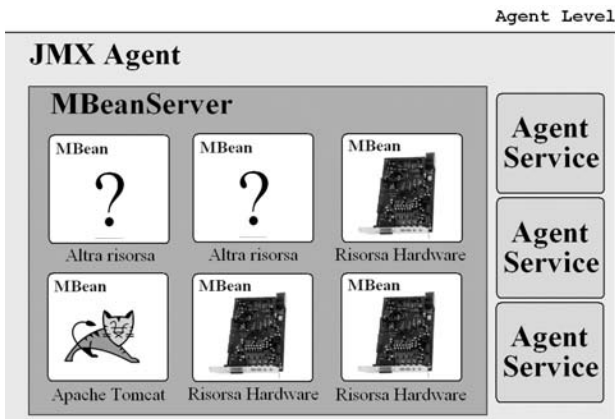 Agent Level
JMX Agent
MBeanServer
MBean
MBean
MBean
?
?
Altra risorsa
Altra risorsa
Risorsa Hardware
MBean
MBean
MBean
Apache Tomcat
Risorsa Hardware
Risorsa Hardware
Agent
Service
Agent
Service
Agent
Service